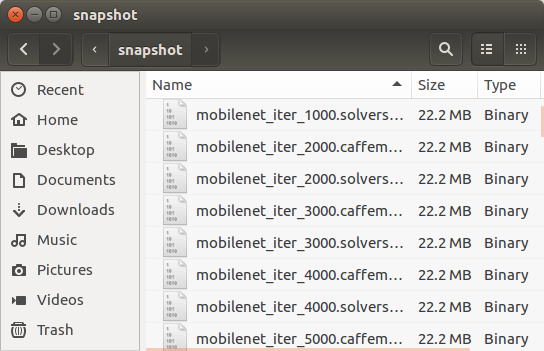 snapshot
snapshot
Name Size Type
Recent
Home
Desktop
Documents
Downloads
Music
Pictures
Videos
Trash
mobilenet_iter_1000.solvers... 22.2 MB Binary
mobilenet_iter_2000.caffem... 22.2 MB Binary
mobilenet_iter_2000.solvers... 22.2 MB Binary
mobilenet_iter_3000.caffem... 22.2 MB Binary
mobilenet_iter_3000.solvers... 22.2 MB Binary
mobilenet_iter_4000.caffem... 22.2 MB Binary
mobilenet_iter_4000.solvers... 22.2 MB Binary
mobilenet_iter_5000.caffem... 22.2 MB Binary